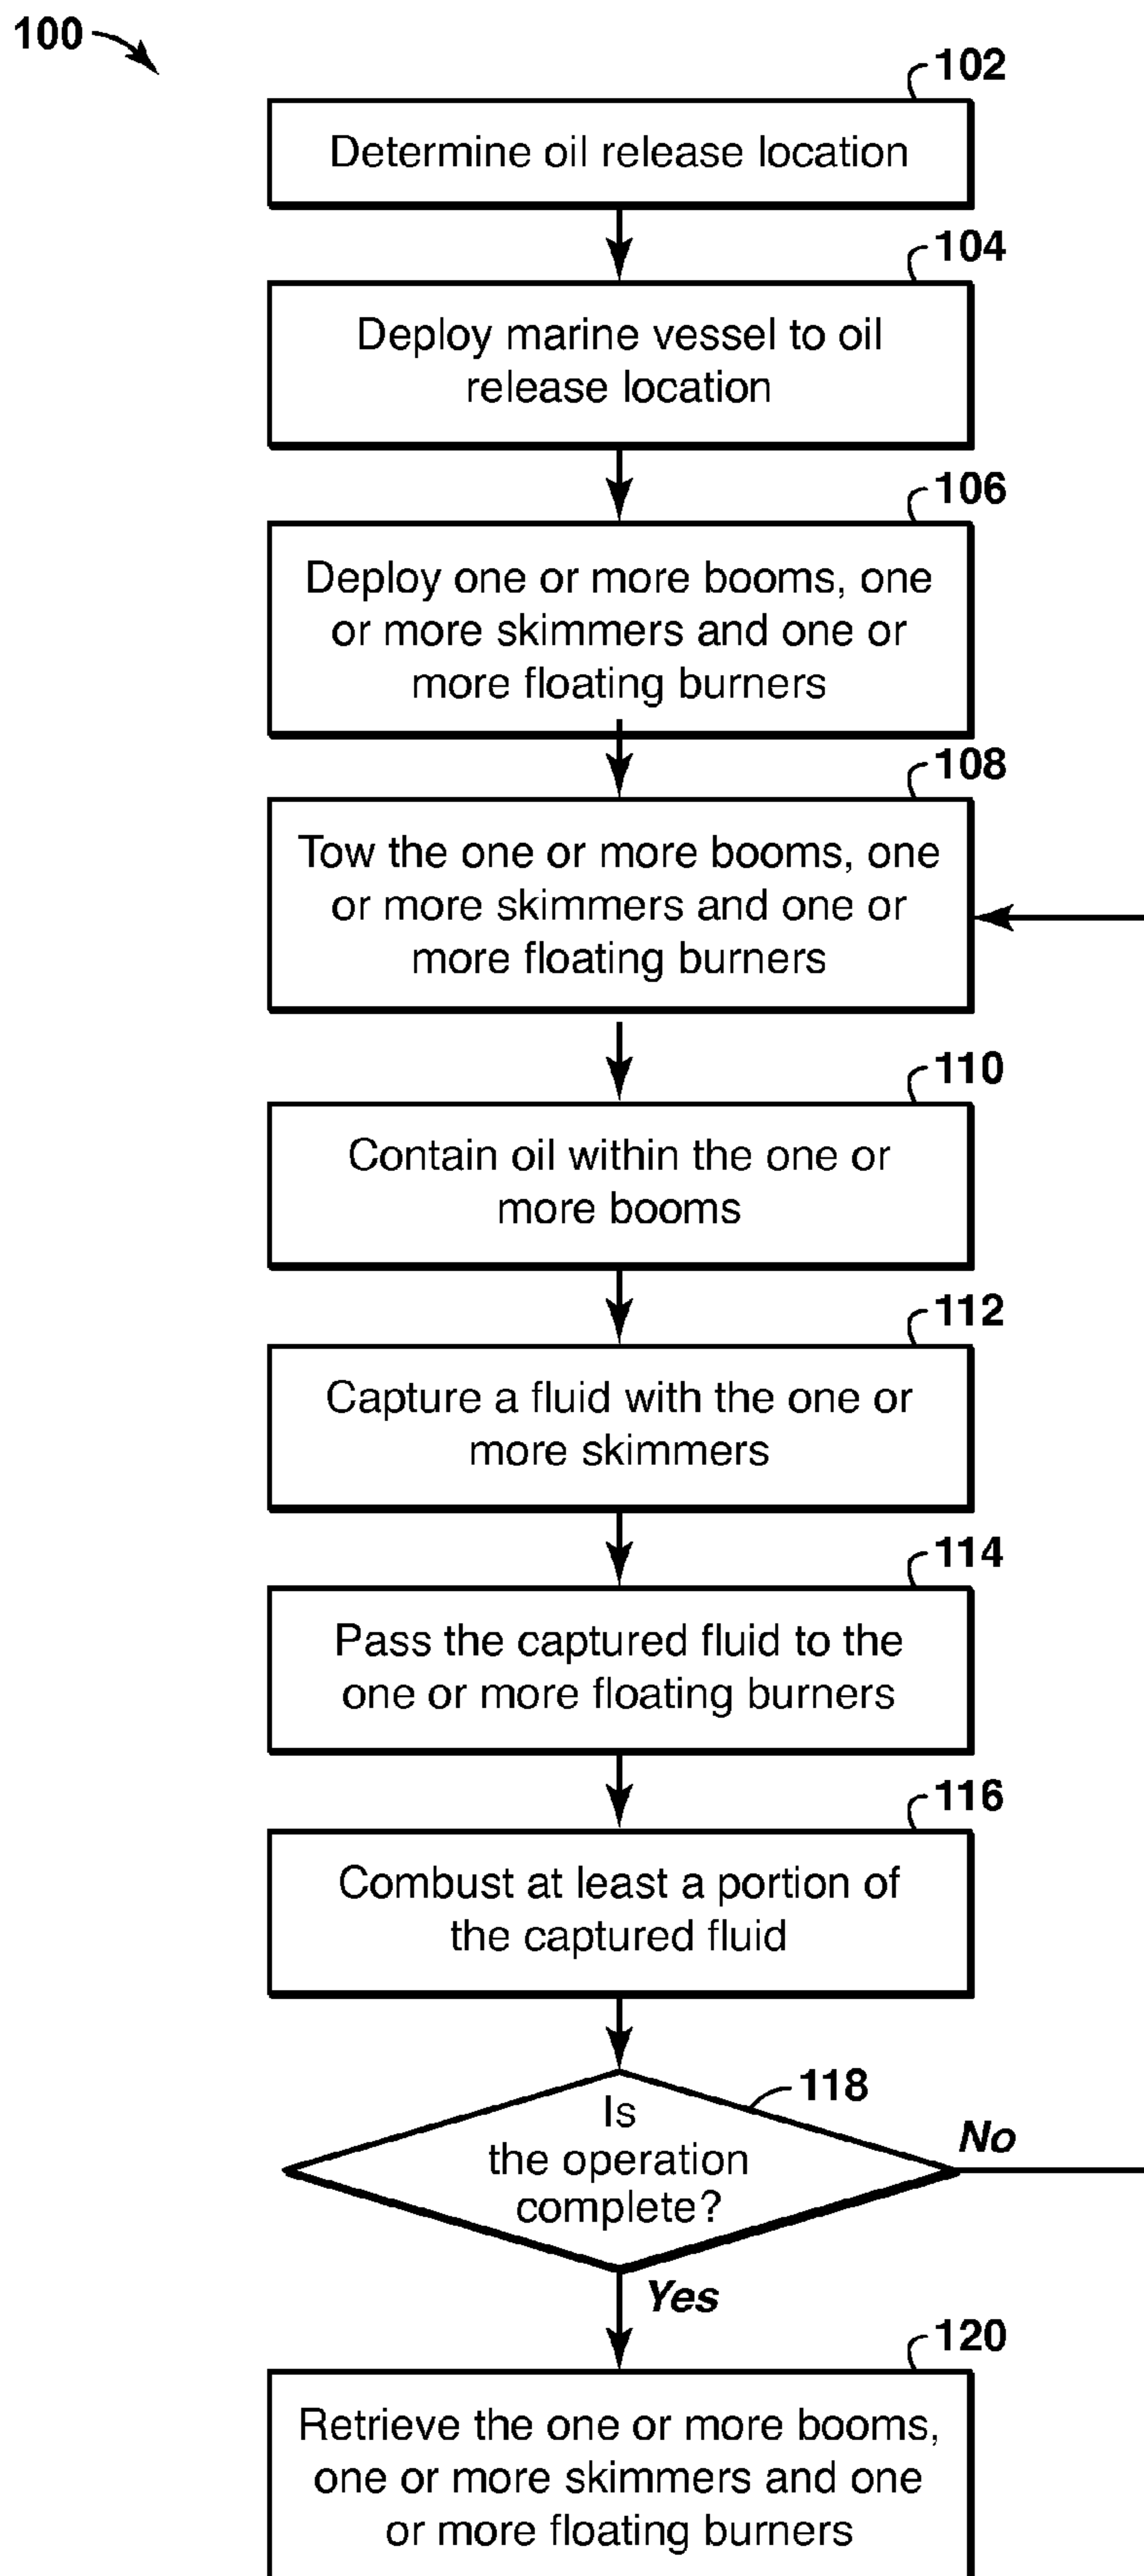 100
102
Determine oil release location
104
Deploy marine vessel to oil
release location
106
Deploy one or more booms, one
or more skimmers and one or
more floating burners
108
Tow the one or more booms, one
or more skimmers and one or
more floating burners
110
Contain oil within the one or
more booms
112
Capture a fluid with the one or
more skimmers
114
Pass the captured fluid to the
one or more floating burners
116
Combust at least a portion of
the captured fluid
118
Is
the operation
complete?
No
Yes
120
Retrieve the one or more booms,
one or more skimmers and one
or more floating burners